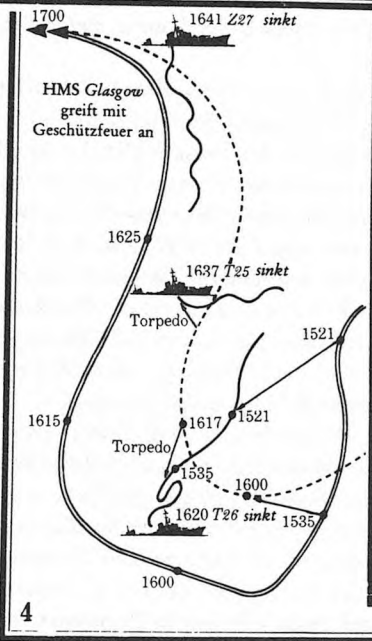 1700
1641 Z27 sinkt
HMS Glasgow
greift mit
Geschützfeuer an
1625
1637 T25 sinkt
Torpedo
1521
1521
1615
1617
Torpedo
1535
1600
1535
1620 T26 sinkt
1600
4